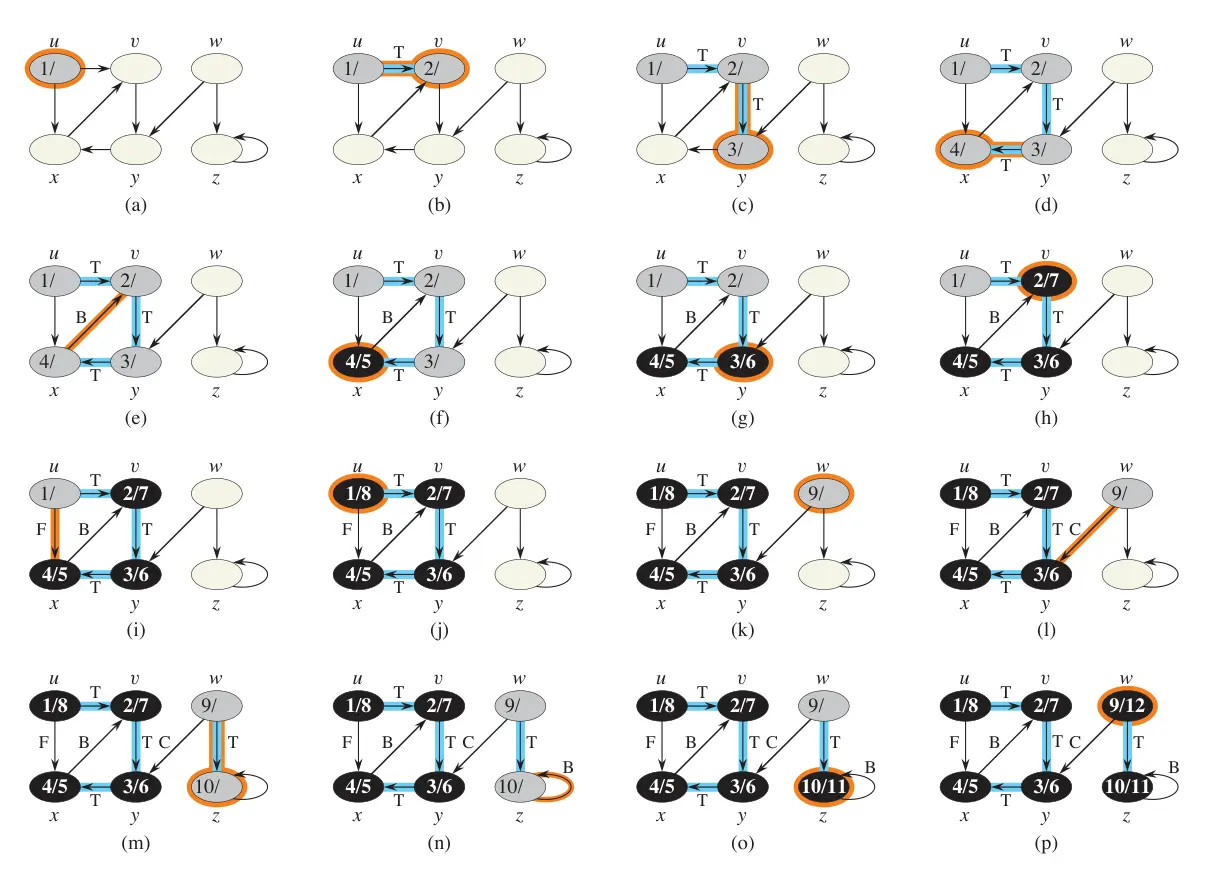 u v w u v w u v w u v w
T T T
1/ 1/ 2/ 1/ 2/ 1/ 2/
T T
3/ 4/ 3/
T
x y z x y z x y z x y z
(a) (b) (c) (d)
u v w u v w u v w u v w
T T T T
1/ 2/ 1/ 2/ 1/ 2/ 1/ 2/7
B T B T B T B T
4/ 3/ 4/5 3/ 4/5 3/6 4/5 3/6
T T T T
x y z x y z x y z x y z
(e) (f) (g) (h)
u v w u v w u v w u v w
T T T T
1/ 2/7 1/8 2/7 1/8 2/7 9/ 1/8 2/7 9/
F B T F B T F B T F B T C
4/5 3/6 4/5 3/6 4/5 3/6 4/5 3/6
T T T T
x y z x y z x y z x y z
(i) (j) (k) (l)
u v w u v w u v w u v w
T T T T
1/8 2/7 9/ 1/8 2/7 9/ 1/8 2/7 9/ 1/8 2/7 9/12
F B T C T F B T C T F B T C T F B T C T
B B B
4/5 3/6 10/ 4/5 3/6 10/ 4/5 3/6 10/11 4/5 3/6 10/11
T T T T
x y z x y z x y z x y z
(m) (n) (o) (p)